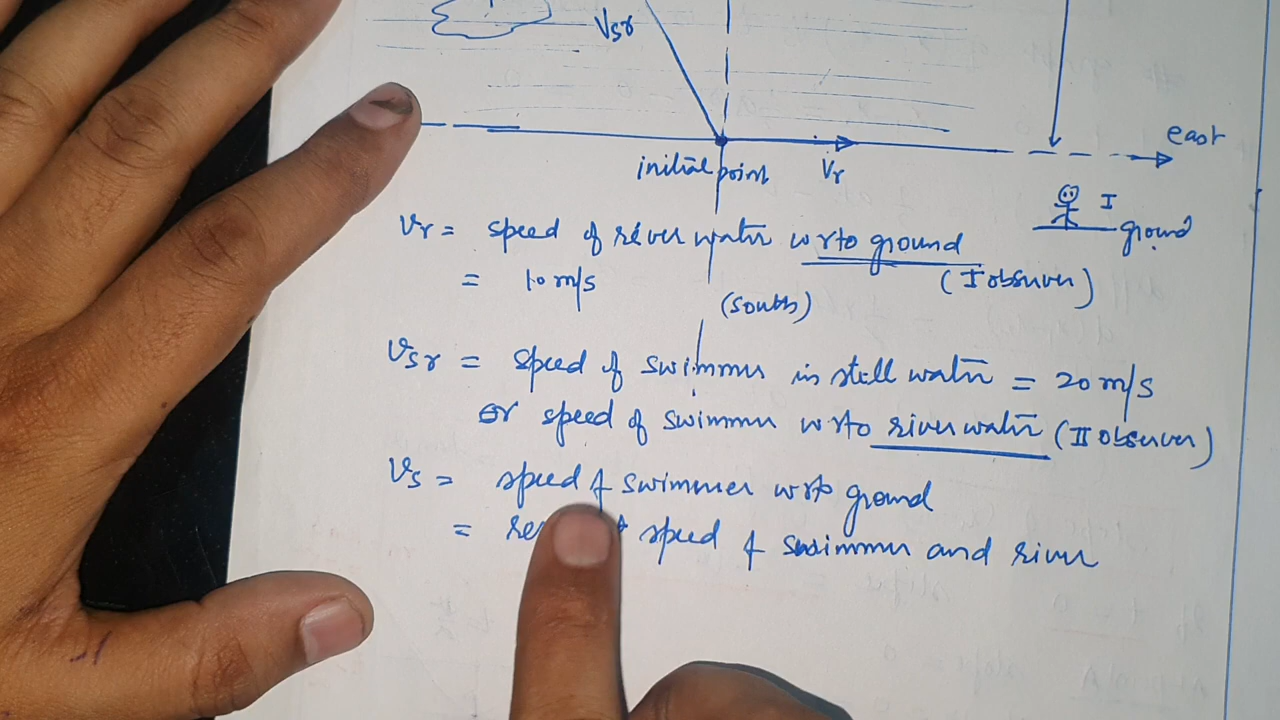 Vsr
east
initial point
Vr
I
ground
Vr = speed of river water w r to ground
(I observer)
= 10 m/s
(south)
Vsr = speed of swimmer in still water = 20 m/s
or speed of swimmer w r to river water (II observer)
Vs = speed of swimmer w r to ground
= speed of swimmer and river